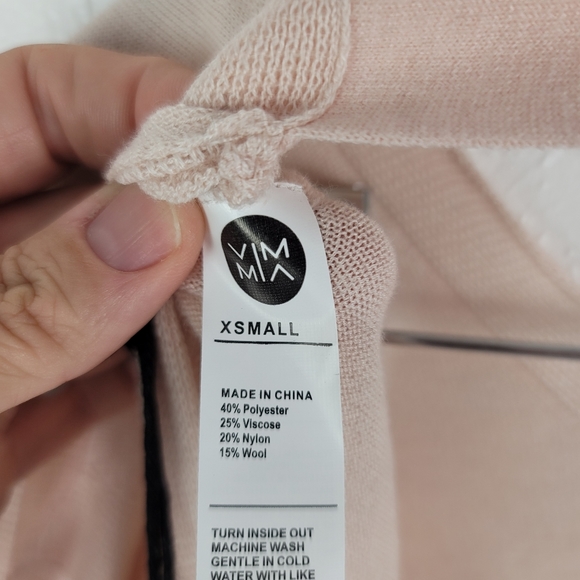 VIM
MIA
XSMALL
MADE IN CHINA
40% Polyester
25% Viscose
20% Nylon
15% Wool
TURN INSIDE OUT
MACHINE WASH
GENTLE IN COLD
WATER WITH LIKE